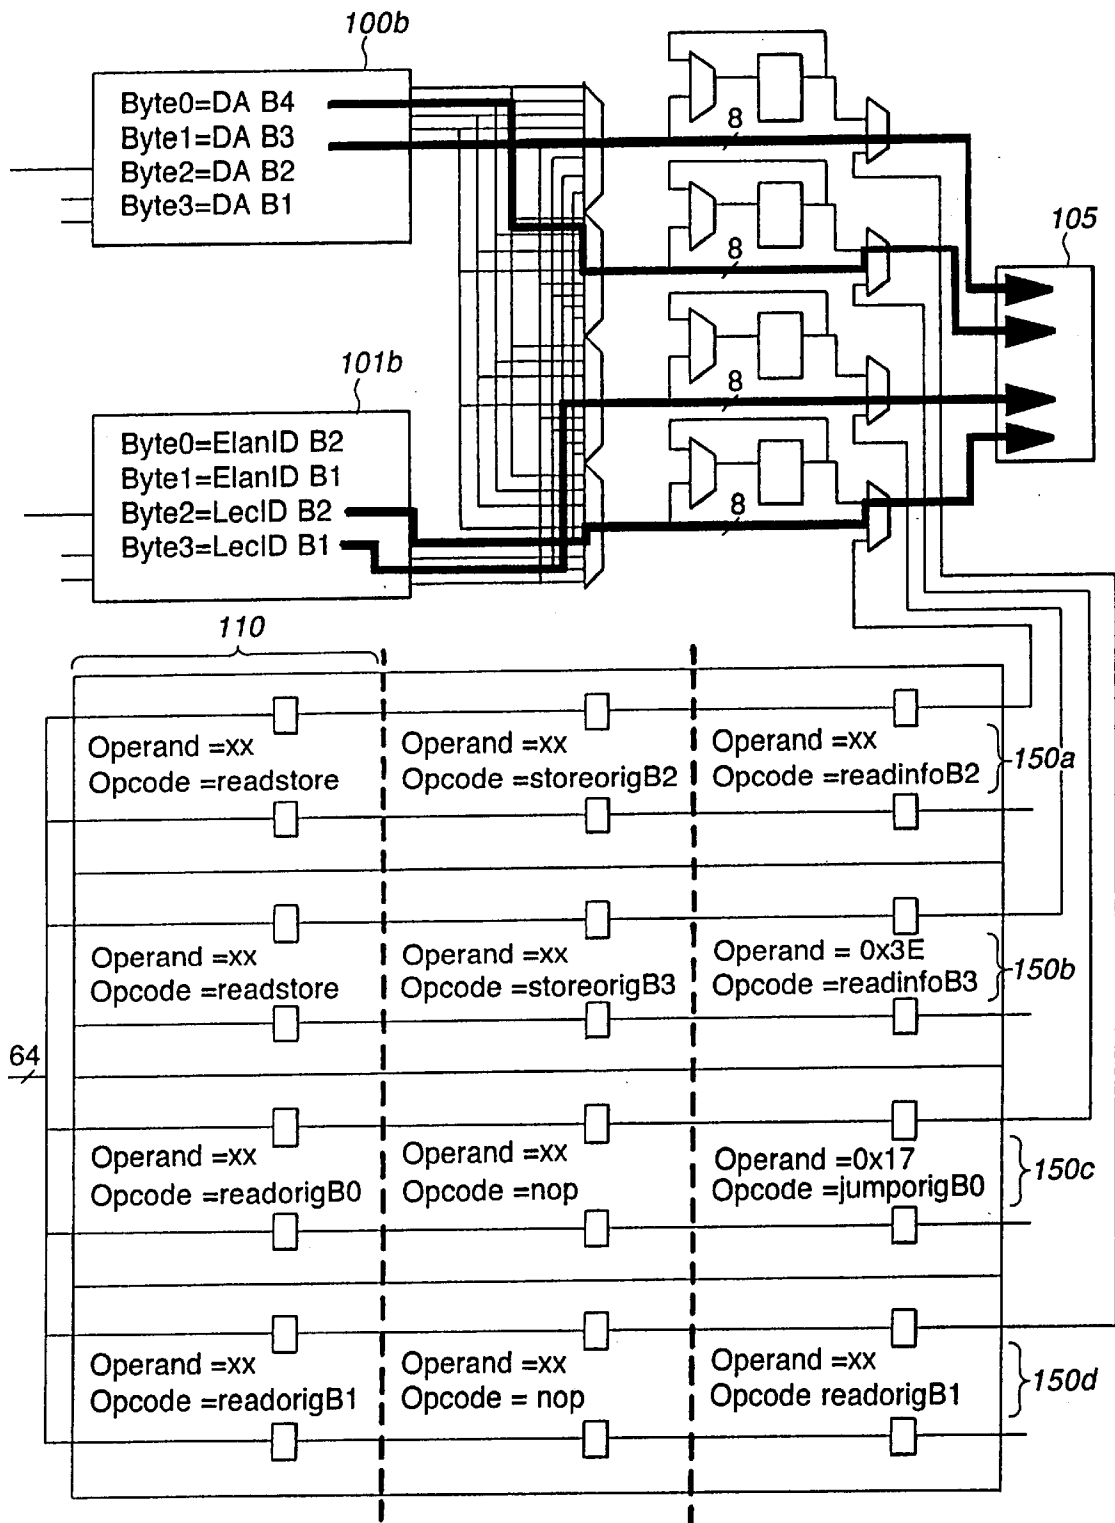 100b
Byte0=DA B4
Byte1=DA B3
Byte2=DA B2
Byte3=DA B1
8
105
8
101b
8
Byte0=ElanID B2
Byte1=ElanID B1
Byte2=LecID B2
Byte3=LecID B1
8
110
Operand =xx
Opcode =readstore
Operand =xx
Opcode =storeorigB2
Operand =xx
Opcode =readinfoB2
150a
Operand =xx
Opcode =readstore
Operand =xx
Opcode =storeorigB3
Operand = 0x3E
Opcode =readinfoB3
150b
64
Operand =xx
Opcode =readorigB0
Operand =xx
Opcode =nop
Operand =0x17
Opcode =jumporigB0
150c
Operand =xx
Opcode =readorigB1
Operand =xx
Opcode = nop
Operand =xx
Opcode readorigB1
150d